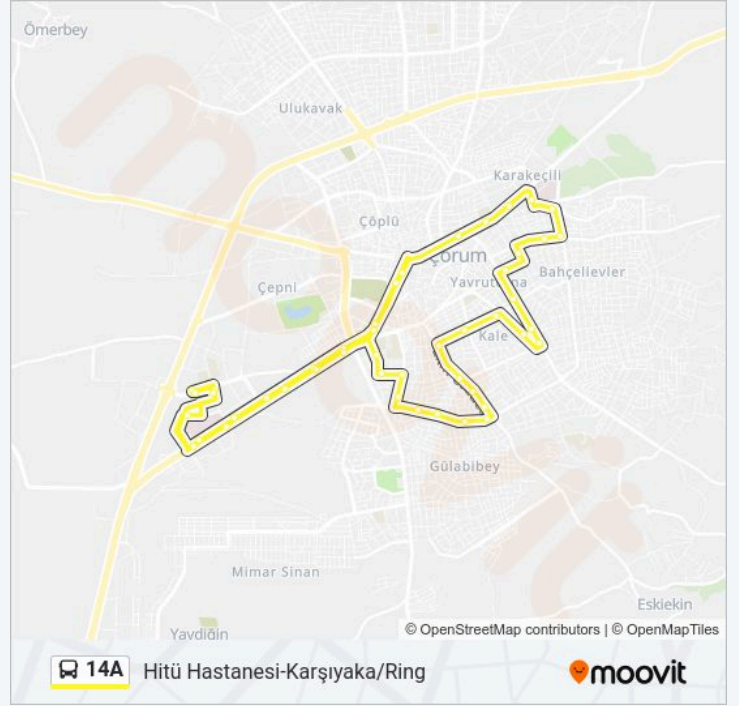 Ömerbey
Ulukavak
Karakeçili
Çöplü
Çorum
Bahçelievler
Çepni
Kale
Gülabibey
Mimar Sinan
Eskiekin
Yavdiğin
© OpenStreetMap contributors | © OpenMapTiles
14A Hitü Hastanesi-Karşıyaka/Ring
moovit